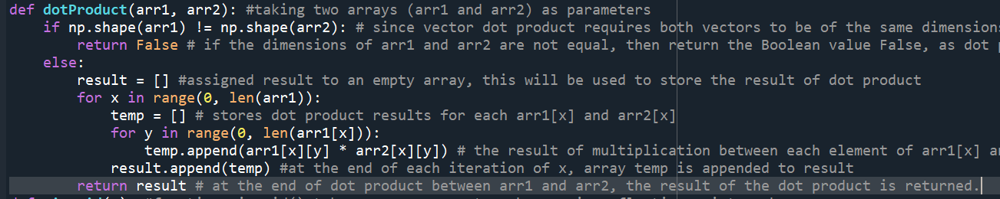 def dotProduct(arr1, arr2): #taking two arrays (arr1 and arr2) as parameters
    if np.shape(arr1) != np.shape(arr2): # since vector dot product requires both vectors to be of the same dimensions
        return False # if the dimensions of arr1 and arr2 are not equal, then return the Boolean value False, as dot
    else:
        result = [] #assigned result to an empty array, this will be used to store the result of dot product
        for x in range(0, len(arr1)):
            temp = [] # stores dot product results for each arr1[x] and arr2[x]
            for y in range(0, len(arr1[x])):
                temp.append(arr1[x][y] * arr2[x][y]) # the result of multiplication between each element of arr1[x]
            result.append(temp) #at the end of each iteration of x, array temp is appended to result
        return result # at the end of dot product between arr1 and arr2, the result of the dot product is returned.